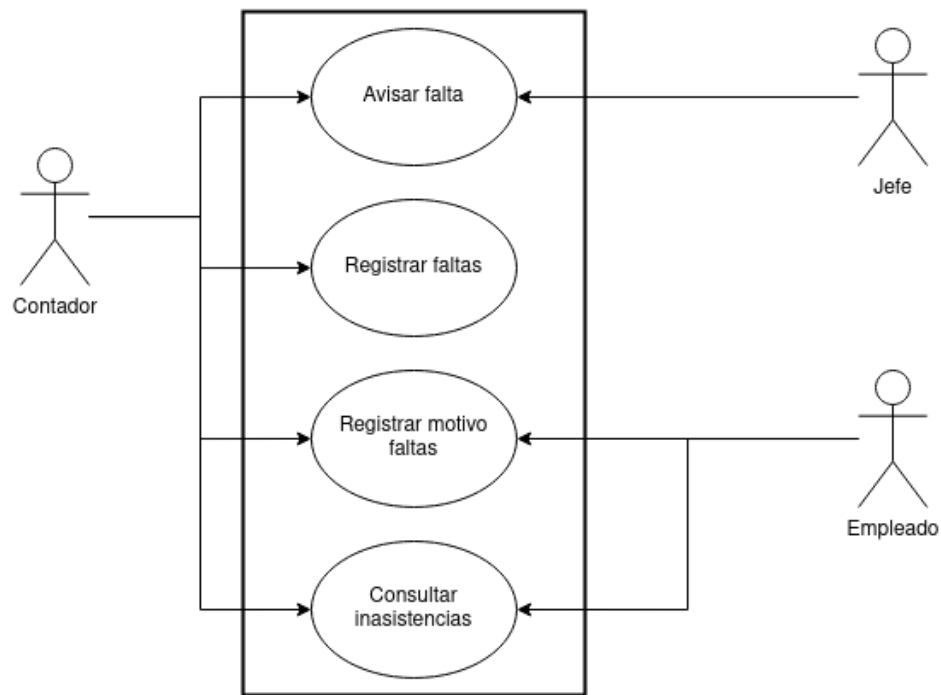 Avisar falta
Jefe
Registrar faltas
Contador
Registrar motivo
faltas
Empleado
Consultar
inasistencias